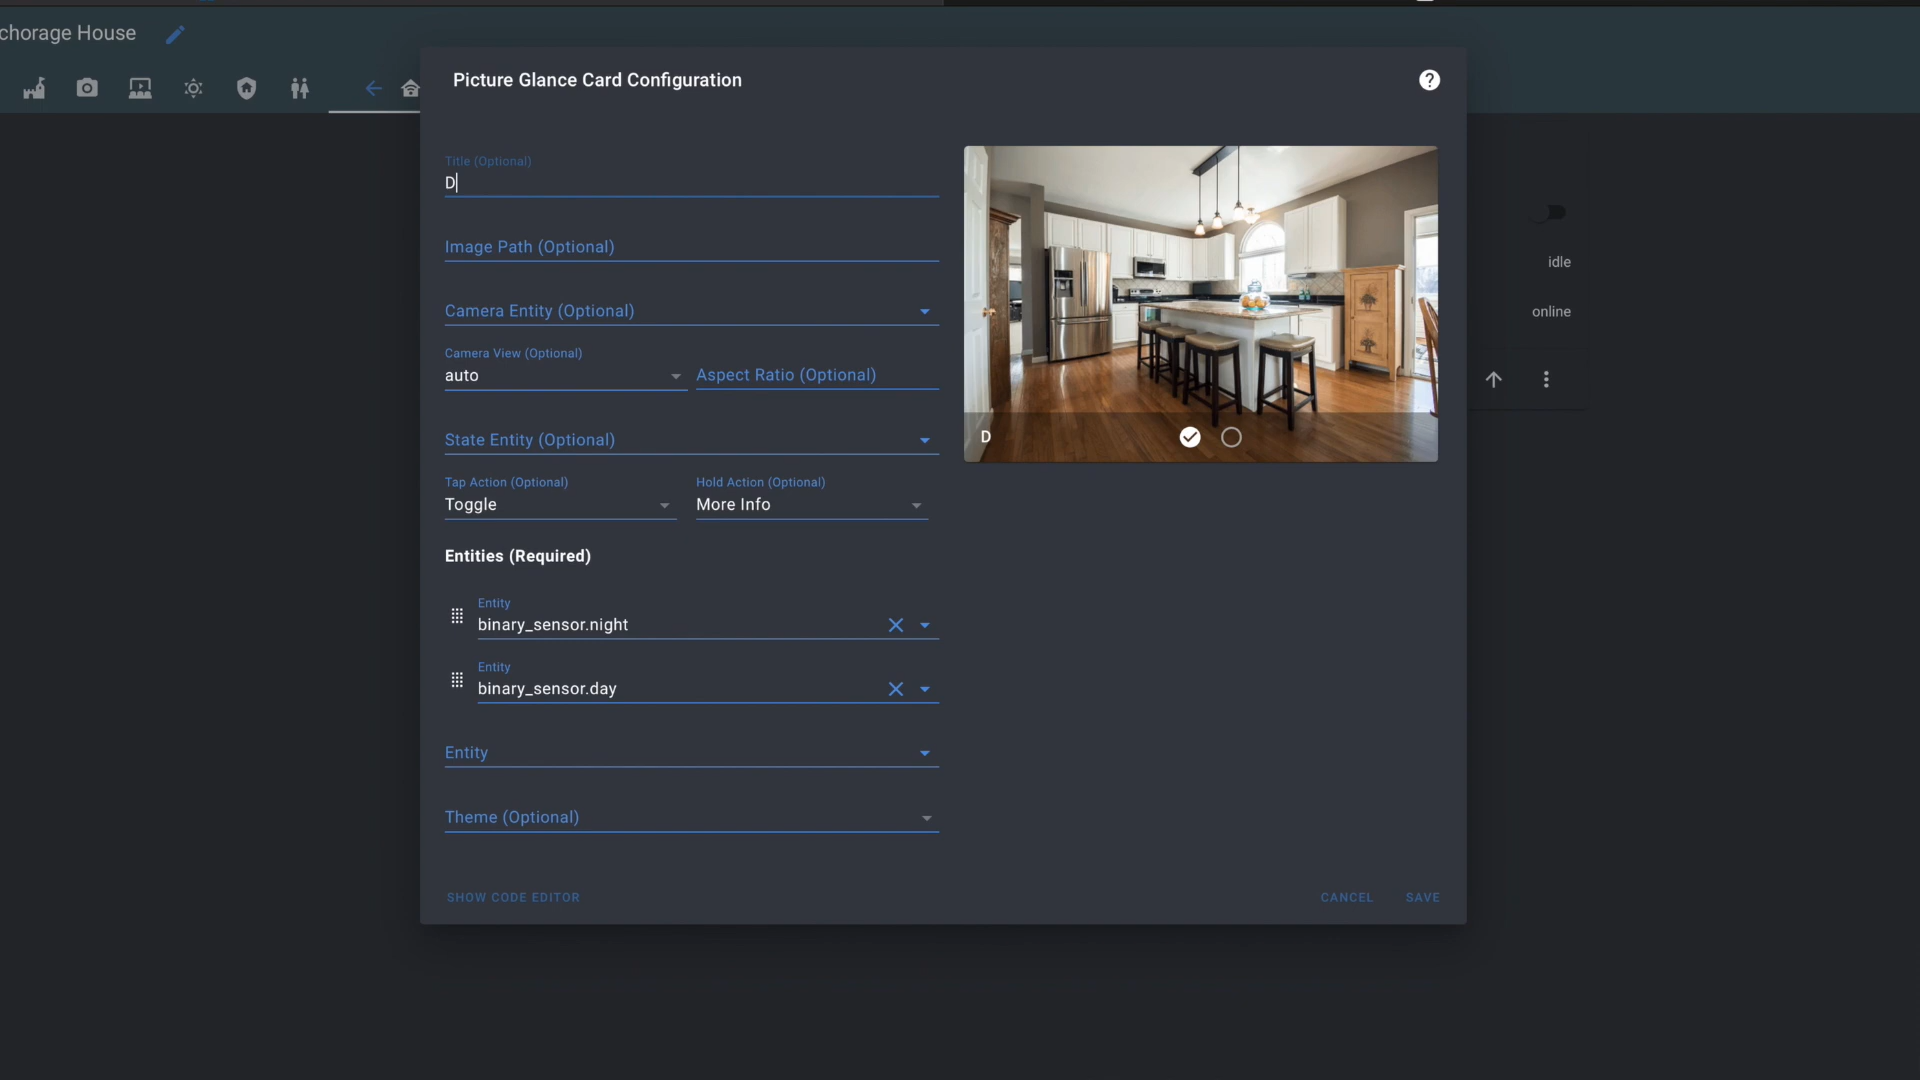 chorage House
Picture Glance Card Configuration
Title (Optional)
D
Image Path (Optional)
Camera Entity (Optional)
Camera View (Optional)
auto
Aspect Ratio (Optional)
State Entity (Optional)
Tap Action (Optional)
Toggle
Hold Action (Optional)
More Info
Entities (Required)
Entity
binary_sensor.night
Entity
binary_sensor.day
Entity
Theme (Optional)
SHOW CODE EDITOR
D
CANCEL
SAVE
idle
online